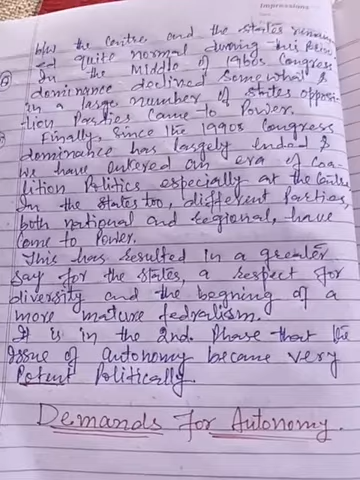 Impressions
b/w the centre and the states remain
ed quite normal during this
In the Middle of 1960s Congress
dominance declined somewhat &
in a large number of states opposi-
tion Parties came to Power.
Finally, since the 1990s Congress
dominance has largely ended &
we have entered an era of coa-
lition Politics especially at the Centre
In the states too, different Parties,
both national and regional, have
come to Power.
This has resulted in a greater
say for the states, a respect for
diversity and the begning of a
more mature federalism.
It is in the 2nd Phase that the
issue of autonomy became very
Potent Politically.
Demands for Autonomy.